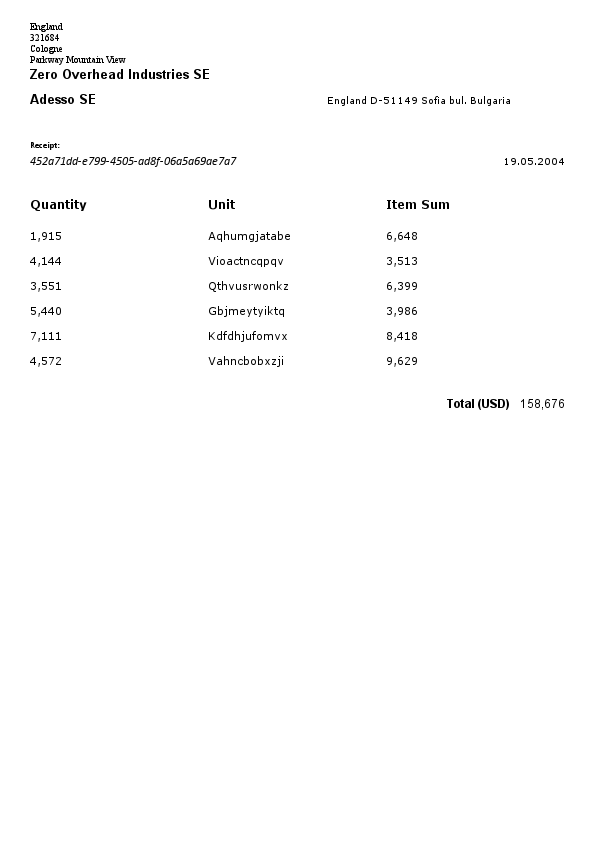 England
321684
Cologne
Parkway Mountain View
Zero Overhead Industries SE
Adesso SE England D-51149 Sofia bul. Bulgaria
Receipt:
452a71dd-e799-4505-ad8f-06a5a69ae7a7 19.05.2004
Quantity Unit Item Sum
1,915 Aqhumgjatabe 6,648
4,144 Vioactncqpqv 3,513
3,551 Qthvusrwonkz 6,399
5,440 Gbjmeytyiktq 3,986
7,111 Kdfdhjufomvx 8,418
4,572 Vahncbobxzji 9,629
Total (USD) 158,676